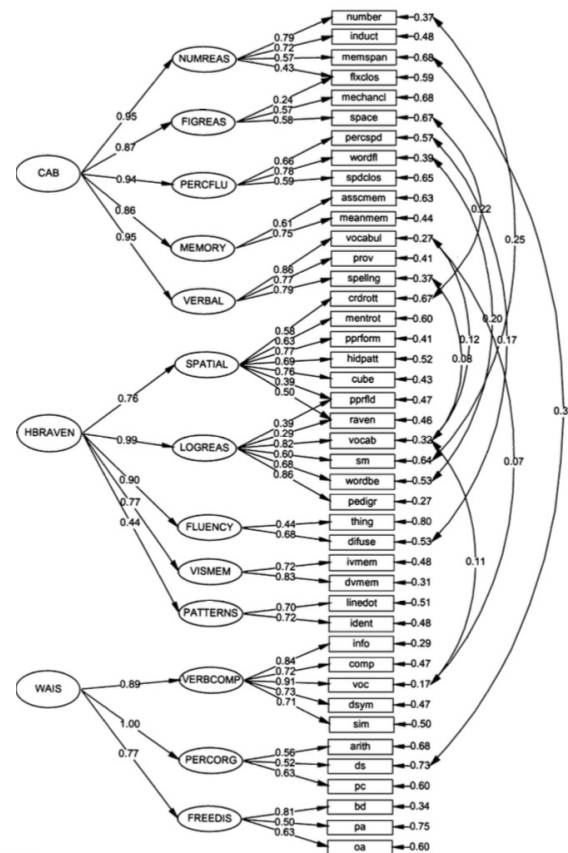 number 0.37
0.79
induct 0.48
0.72
NUMREAS
memspan 0.68
0.57
flxclos 0.59
0.43
0.24
mechancl 0.68
0.57
FIGREAS
space 0.67
0.58
percspd 0.57
0.66
wordfl 0.39
0.78
PERCFLU
spdclos 0.65
0.59
asscmem 0.63
0.61
meanmem 0.44
0.75
MEMORY
vocabul 0.27
0.86
prov 0.41
0.77
VERBAL
spellng 0.37
0.79
CAB
0.95
0.87
0.94
0.86
0.95
crdrott 0.67
0.58
mentrot 0.60
0.63
pprform 0.41
0.77
SPATIAL
hidpatt 0.52
0.69
cube 0.43
0.76
pprfld 0.47
0.39
raven 0.46
0.50
0.39
0.29
vocab 0.32
0.82
LOGREAS
sm 0.64
0.60
wordbe 0.53
0.68
pedigr 0.27
0.86
thing 0.80
0.44
FLUENCY
difuse 0.53
0.68
ivmem 0.48
0.72
VISMEM
dvmem 0.31
0.83
linedot 0.51
0.70
PATTERNS
ident 0.48
0.72
HBRAVEN
0.76
0.99
0.90
0.77
0.44
info 0.29
0.84
comp 0.47
0.72
VERBCOMP
voc 0.17
0.91
dsym 0.47
0.73
sim 0.50
0.71
arith 0.68
0.56
PERCORG
ds 0.73
0.52
pc 0.60
0.63
bd 0.34
0.81
FREEDIS
pa 0.75
0.50
oa 0.60
0.63
WAIS
0.89
1.00
0.77
0.22
0.25
0.20
0.12
0.17
0.08
0.3
0.07
0.11